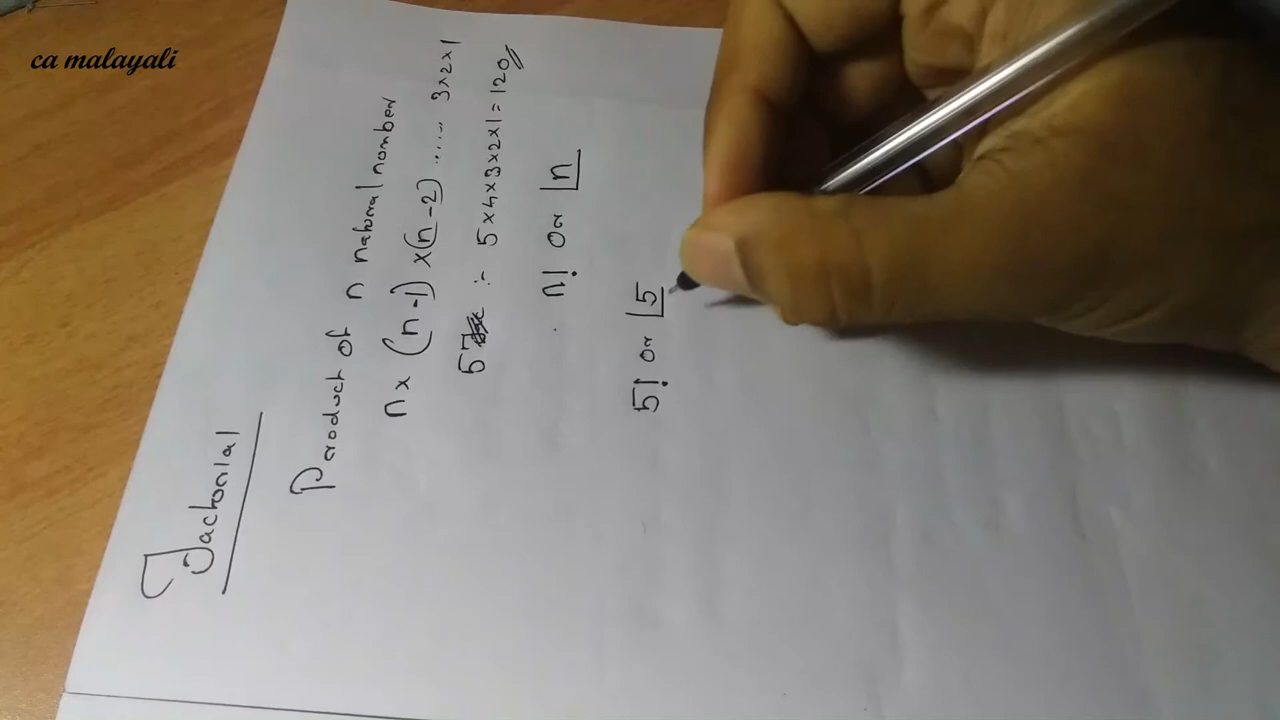 ca malayali
Factorial
Product of n natural number
n x (n-1) x (n-2) ..... 3x2x1
5 :- 5x4x3x2x1 = 120
n! or |n
5! or |5